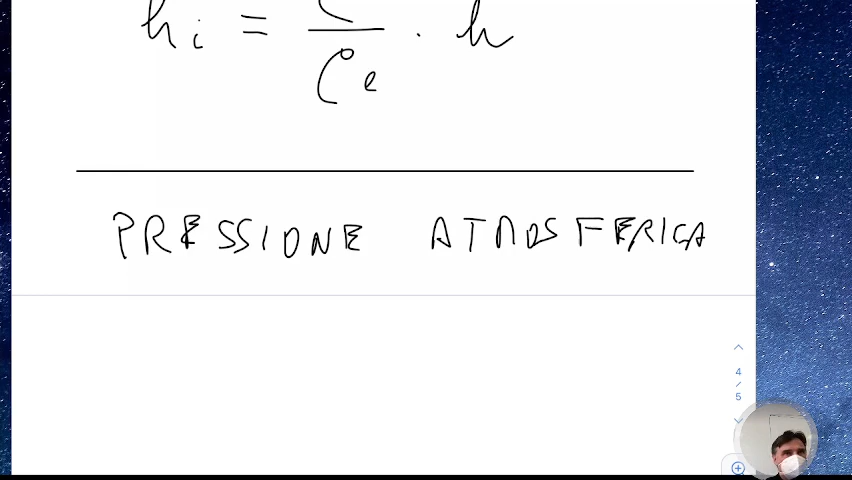 hi = ρ / ρe · h
PRESSIONE ATMOSFERICA
4
/
5